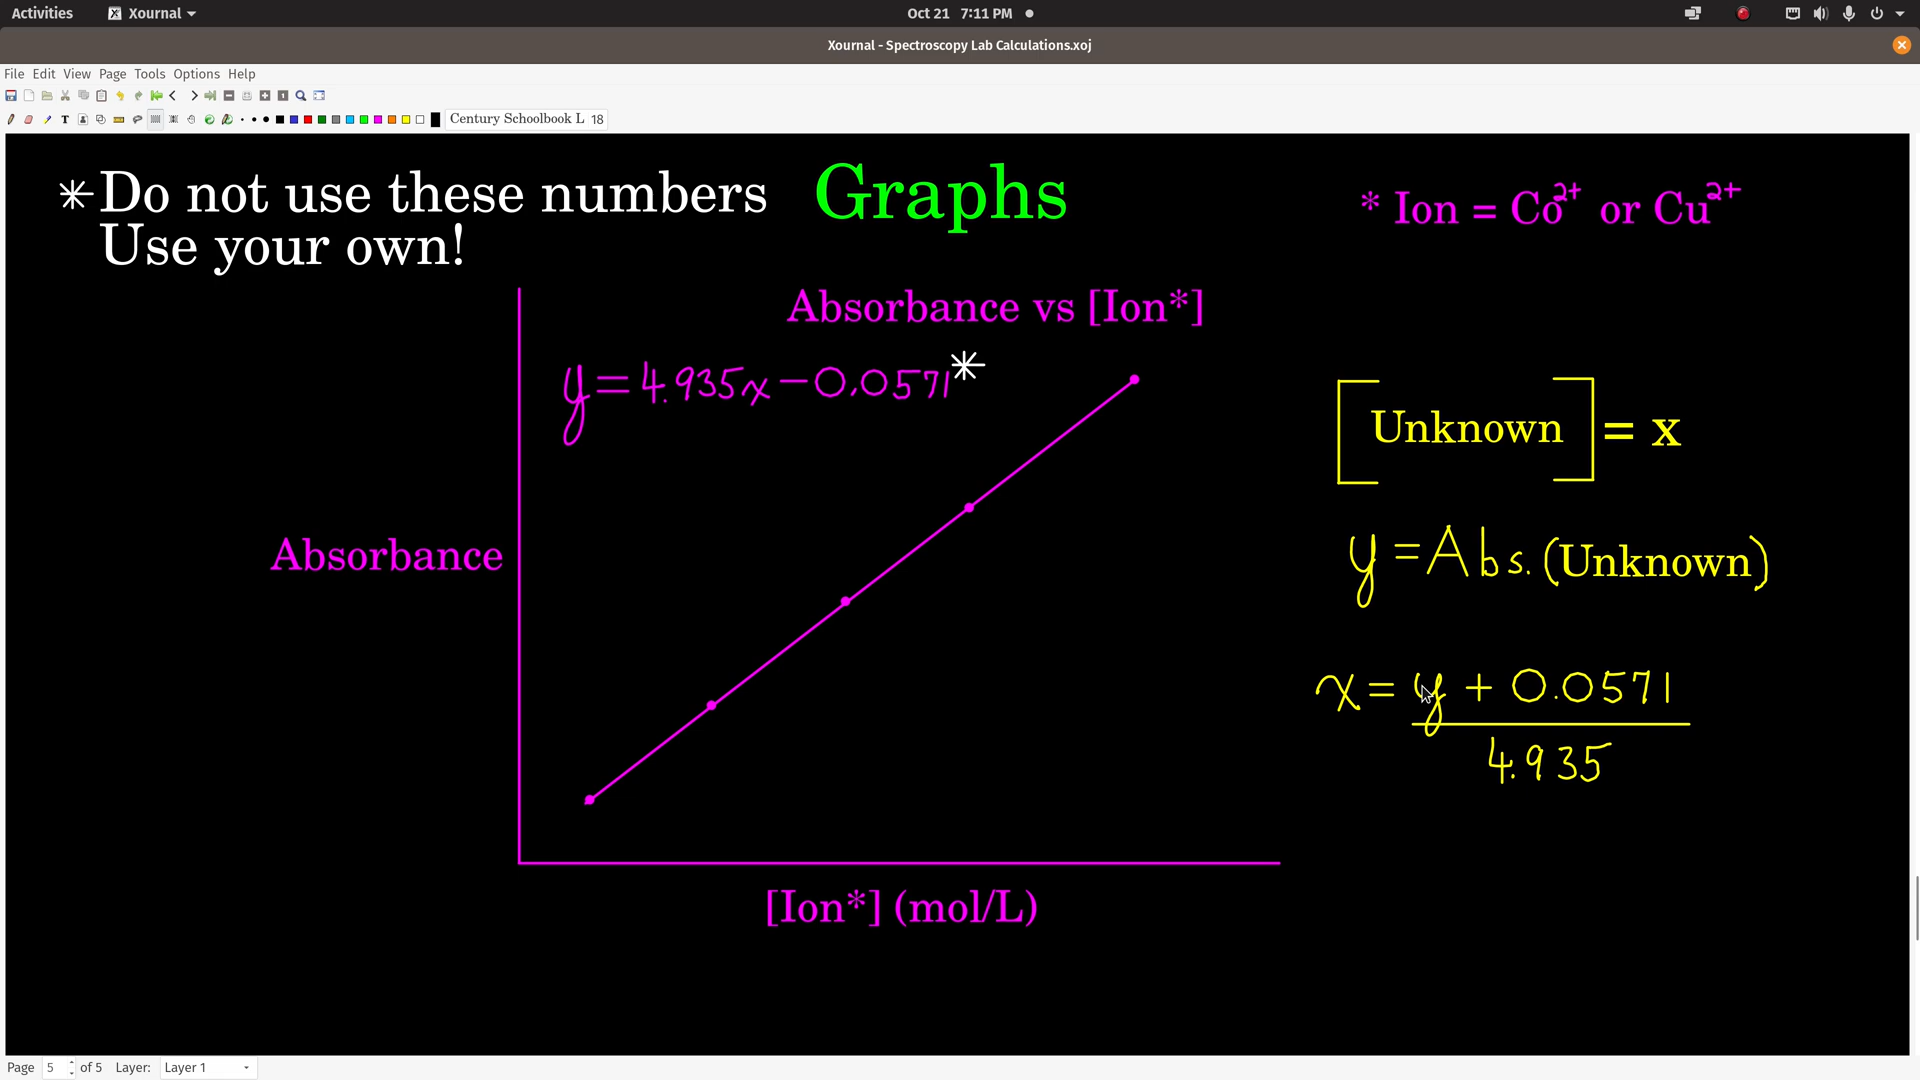 Activities Xournal Oct 21 7:11 PM
Xournal - Spectroscopy Lab Calculations.xoj
File Edit View Page Tools Options Help
Century Schoolbook L 18
*Do not use these numbers
Use your own!
Graphs
* Ion = Co2+ or Cu2+
Absorbance vs [Ion*]
y = 4.935x - 0.0571*
Absorbance
[Ion*] (mol/L)
[Unknown] = x
y = Abs. (Unknown)
x = y + 0.0571
4.935
Page 5 of 5 Layer: Layer 1